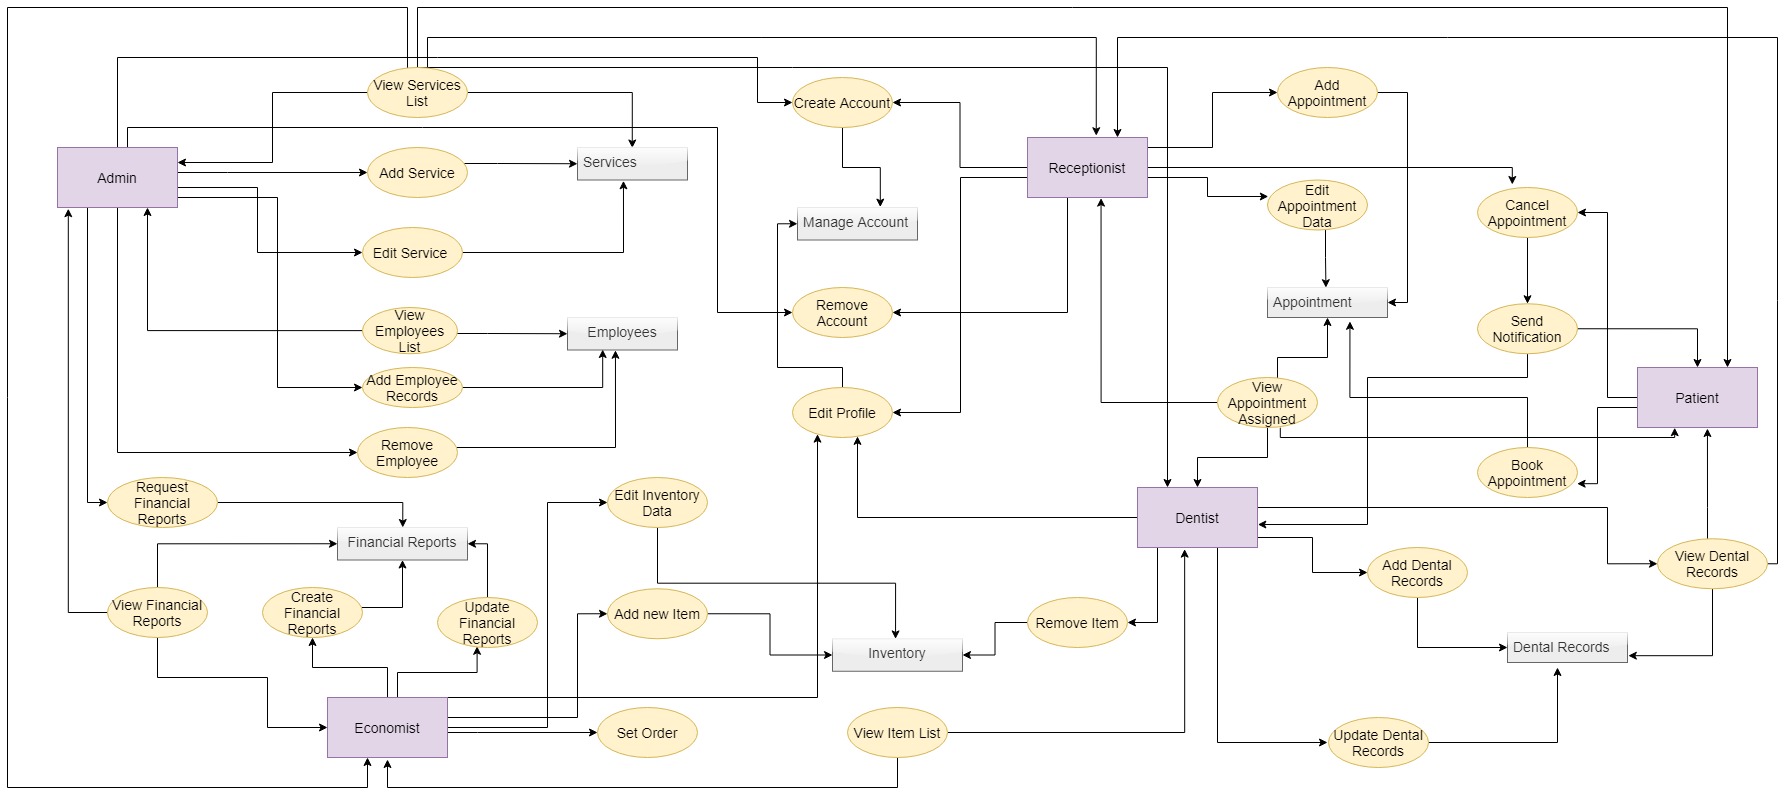 View Services
List
Create Account
Add
Appointment
Services
Add Service
Admin
Receptionist
Edit
Appointment
Data
Cancel
Appointment
Manage Account
Edit Service
View
Employees
List
Employees
Remove
Account
Appointment
Send
Notification
Add Employee
Records
Edit Profile
View
Appointment
Assigned
Patient
Remove
Employee
Request
Financial
Reports
Edit Inventory
Data
Book
Appointment
Financial Reports
Dentist
View Dental
Records
Add Dental
Records
View Financial
Reports
Create
Financial
Reports
Update
Financial
Reports
Add new Item
Remove Item
Inventory
Dental Records
Economist
Set Order
View Item List
Update Dental
Records